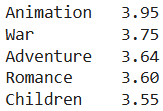 Animation   3.95
War         3.75
Adventure   3.64
Romance     3.60
Children    3.55